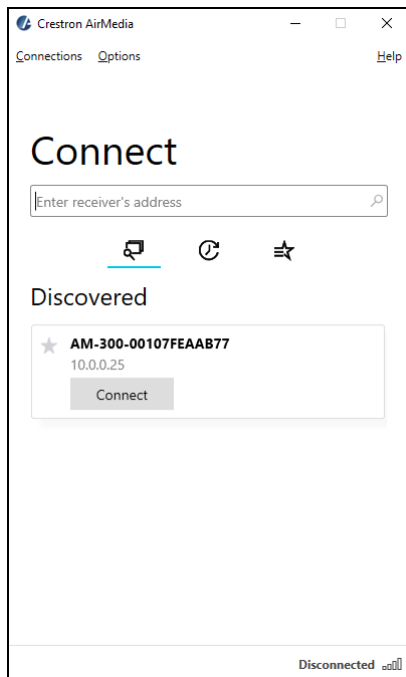 Crestron AirMedia
Connections Options Help
Connect
Enter receiver's address
Discovered
AM-300-00107FEAAB77
10.0.0.25
Connect
Disconnected